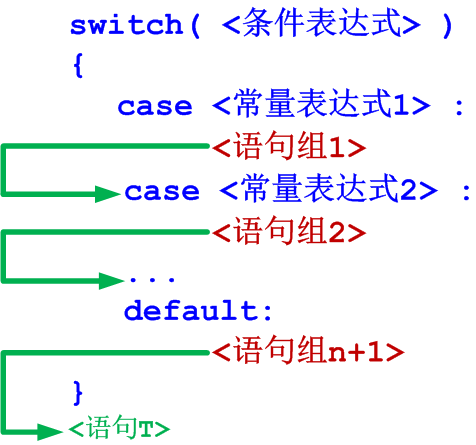 switch( <条件表达式> )
{
case <常量表达式1> :
<语句组1>
case <常量表达式2> :
<语句组2>
...
default:
<语句组n+1>
}
<语句T>